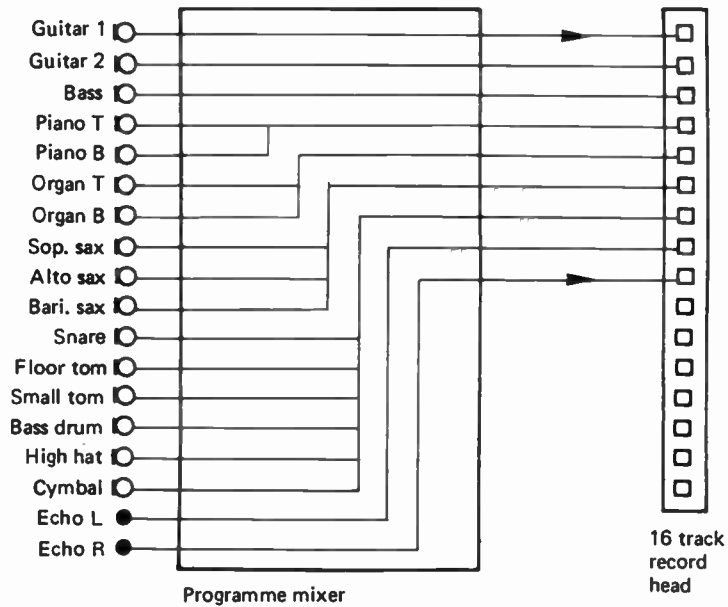 Guitar 1
Guitar 2
Bass
Piano T
Piano B
Organ T
Organ B
Sop. sax
Alto sax
Bari. sax
Snare
Floor tom
Small tom
Bass drum
High hat
Cymbal
Echo L
Echo R
Programme mixer
16 track
record
head